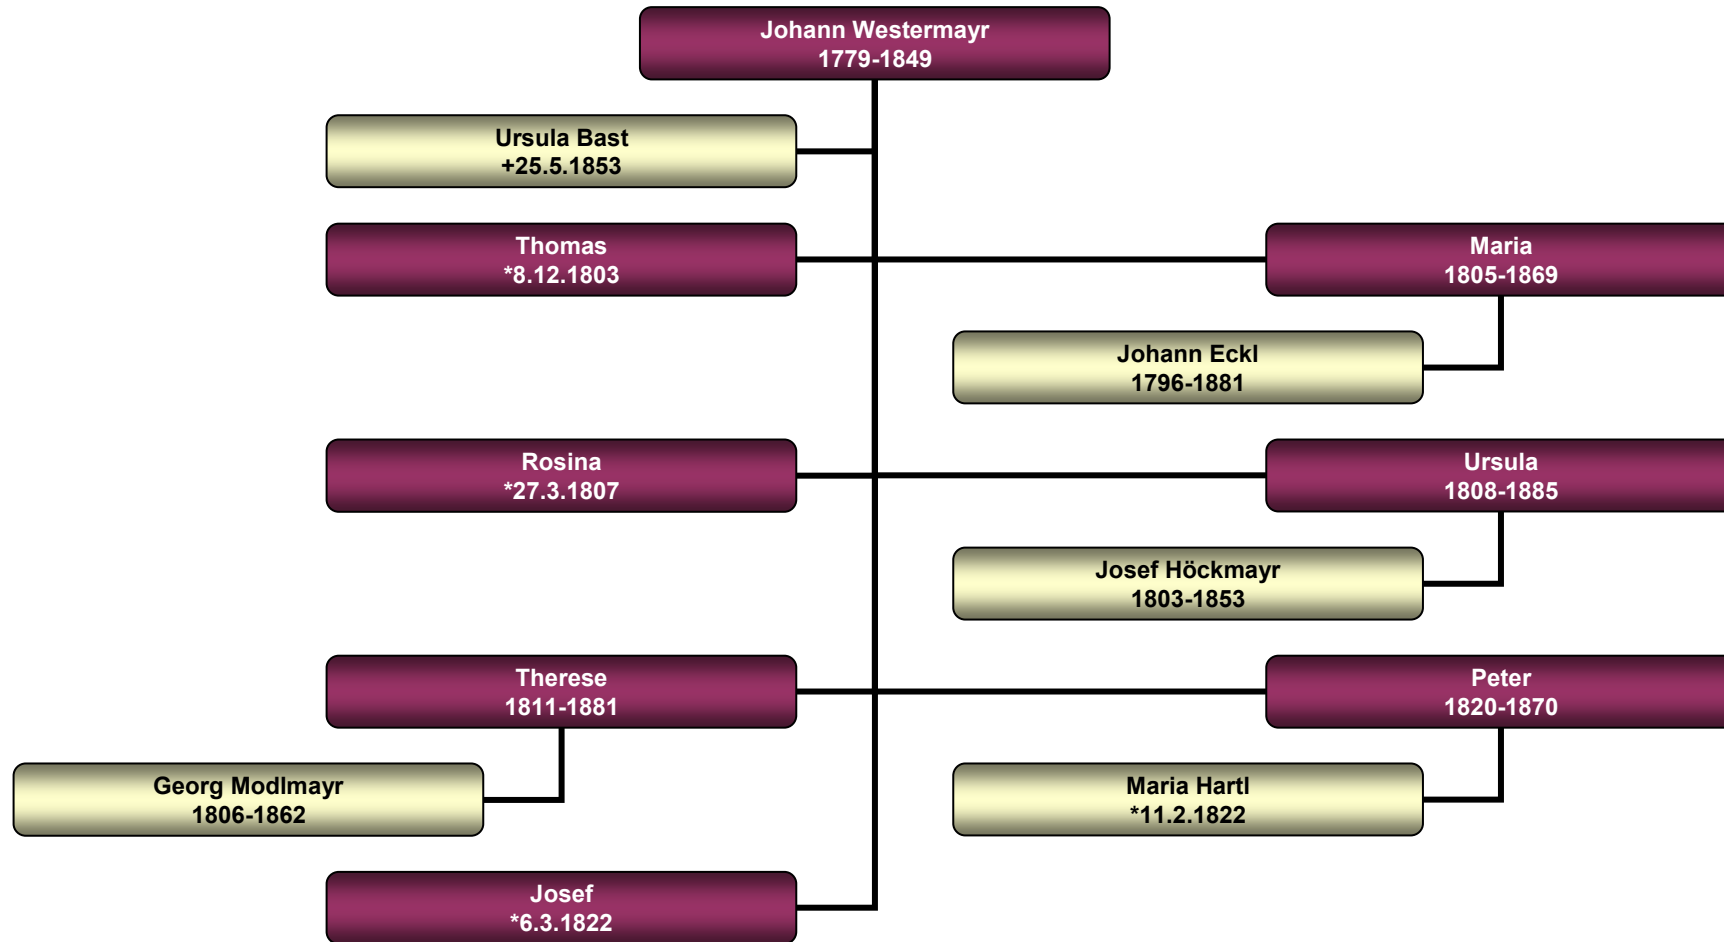 Johann Westermayr
1779-1849
Ursula Bast
+25.5.1853
Thomas
*8.12.1803
Maria
1805-1869
Johann Eckl
1796-1881
Rosina
*27.3.1807
Ursula
1808-1885
Josef Höckmayr
1803-1853
Therese
1811-1881
Peter
1820-1870
Georg Modlmayr
1806-1862
Maria Hartl
*11.2.1822
Josef
*6.3.1822